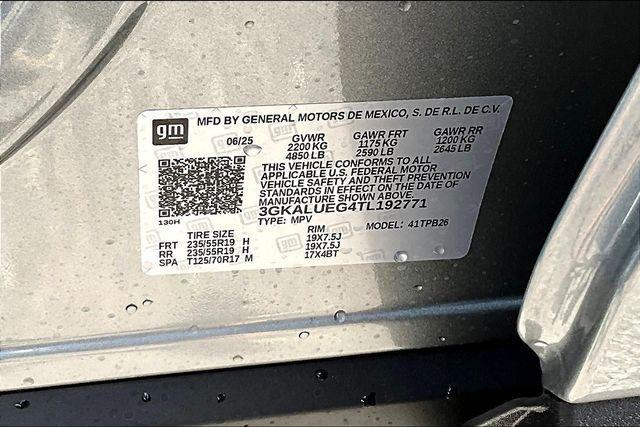 gm MFD BY GENERAL MOTORS DE MEXICO, S. DE R.L. DE C.V.
06/25 GVWR GAWR FRT GAWR RR
2200 KG 1175 KG 1200 KG
4850 LB 2590 LB 2645 LB
THIS VEHICLE CONFORMS TO ALL
APPLICABLE U.S. FEDERAL MOTOR
VEHICLE SAFETY AND THEFT PREVENTION
STANDARDS IN EFFECT ON THE DATE OF
MANUFACTURE SHOWN ABOVE.
3GKALUEG4TL192771
130H TYPE: MPV MODEL: 41TPB26
TIRE SIZE RIM
FRT 235/55R19 H 19X7.5J
RR 235/55R19 H 19X7.5J
SPA T125/70R17 M 17X4BT